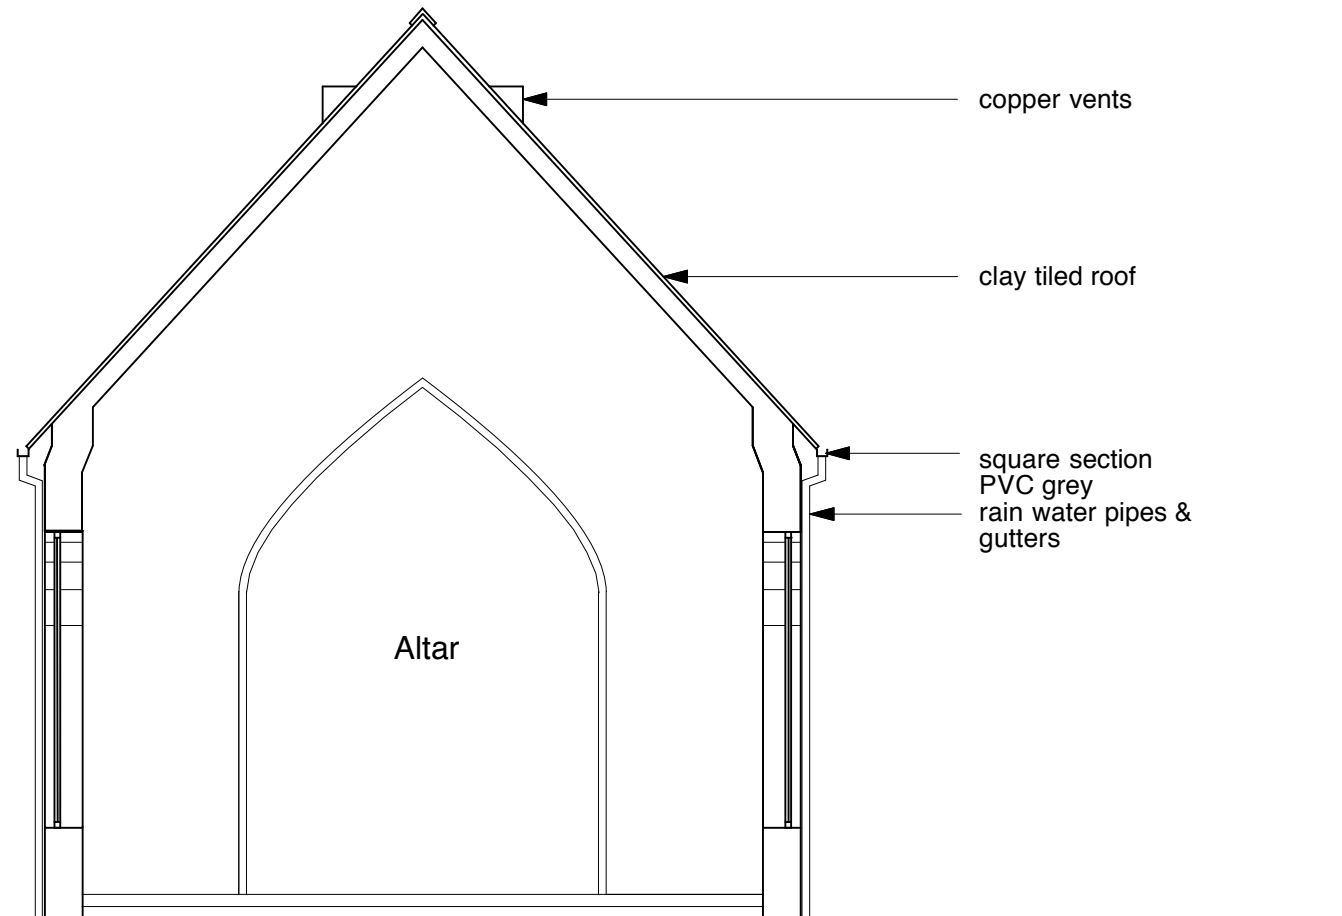 copper vents
clay tiled roof
square section
PVC grey
rain water pipes &
gutters
Altar